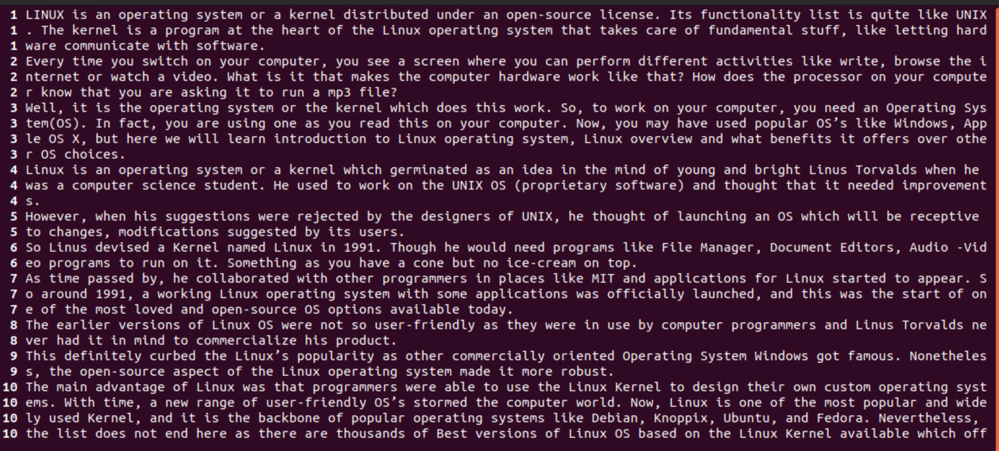 1 LINUX is an operating system or a kernel distributed under an open-source license. Its functionality list is quite like UNIX
1 . The kernel is a program at the heart of the Linux operating system that takes care of fundamental stuff, like letting hard
1 ware communicate with software.
2 Every time you switch on your computer, you see a screen where you can perform different activities like write, browse the i
2 nternet or watch a video. What is it that makes the computer hardware work like that? How does the processor on your compute
2 r know that you are asking it to run a mp3 file?
3 Well, it is the operating system or the kernel which does this work. So, to work on your computer, you need an Operating Sys
3 tem(OS). In fact, you are using one as you read this on your computer. Now, you may have used popular OS’s like Windows, App
3 le OS X, but here we will learn introduction to Linux operating system, Linux overview and what benefits it offers over othe
3 r OS choices.
4 Linux is an operating system or a kernel which germinated as an idea in the mind of young and bright Linus Torvalds when he
4 was a computer science student. He used to work on the UNIX OS (proprietary software) and thought that it needed improvement
4 s.
5 However, when his suggestions were rejected by the designers of UNIX, he thought of launching an OS which will be receptive
5 to changes, modifications suggested by its users.
6 So Linus devised a Kernel named Linux in 1991. Though he would need programs like File Manager, Document Editors, Audio -Vid
6 eo programs to run on it. Something as you have a cone but no ice-cream on top.
7 As time passed by, he collaborated with other programmers in places like MIT and applications for Linux started to appear. S
7 o around 1991, a working Linux operating system with some applications was officially launched, and this was the start of on
7 e of the most loved and open-source OS options available today.
8 The earlier versions of Linux OS were not so user-friendly as they were in use by computer programmers and Linus Torvalds ne
8 ver had it in mind to commercialize his product.
9 This definitely curbed the Linux’s popularity as other commercially oriented Operating System Windows got famous. Nonetheles
9 s, the open-source aspect of the Linux operating system made it more robust.
10 The main advantage of Linux was that programmers were able to use the Linux Kernel to design their own custom operating syst
10 ems. With time, a new range of user-friendly OS’s stormed the computer world. Now, Linux is one of the most popular and wide
10 ly used Kernel, and it is the backbone of popular operating systems like Debian, Knoppix, Ubuntu, and Fedora. Nevertheless,
10 the list does not end here as there are thousands of Best versions of Linux OS based on the Linux Kernel available which off